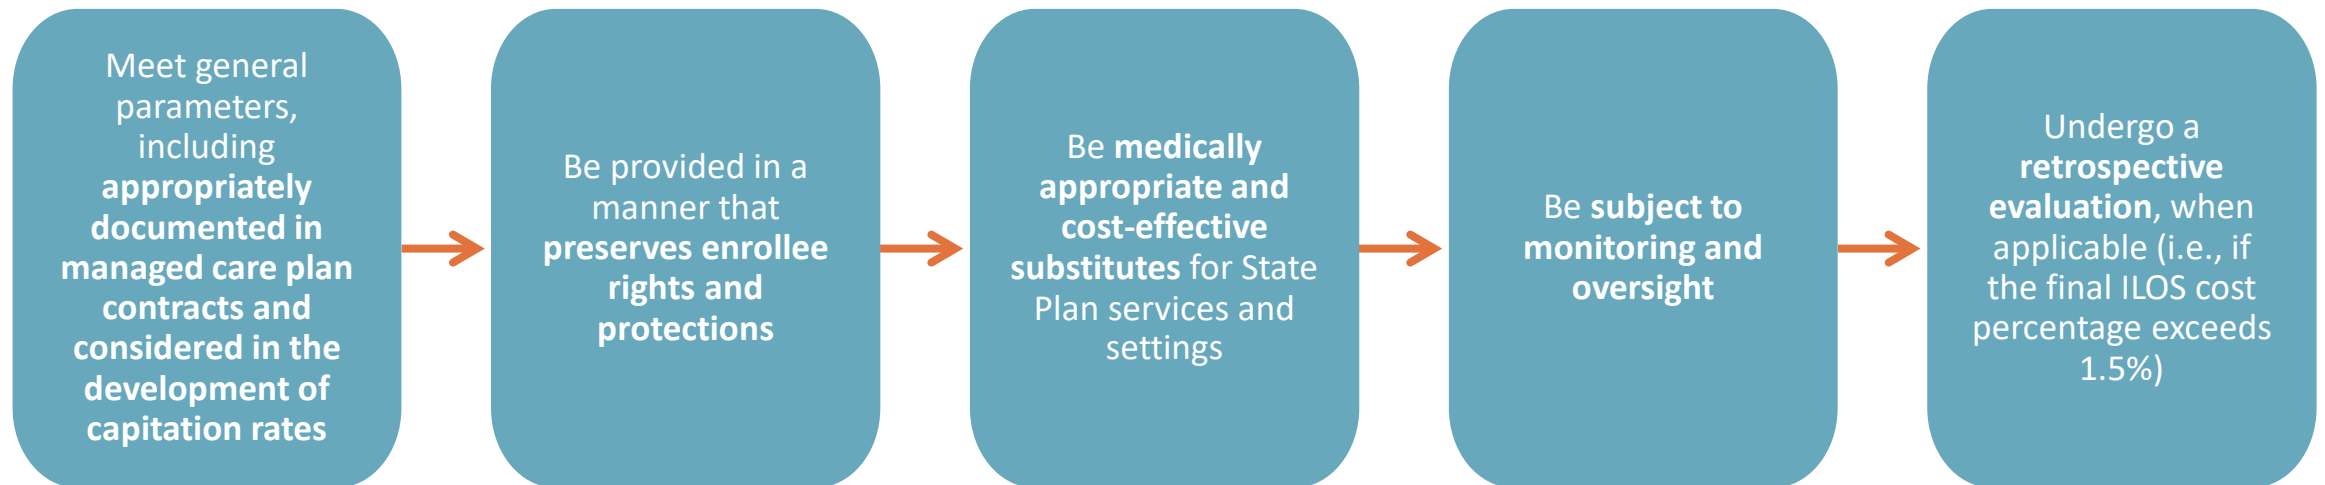 Meet general
parameters,
including
appropriately
documented in
managed care plan
contracts and
considered in the
development of
capitation rates
Be provided in a
manner that
preserves enrollee
rights and
protections
Be medically
appropriate and
cost-effective
substitutes for State
Plan services and
settings
Be subject to
monitoring and
oversight
Undergo a
retrospective
evaluation, when
applicable (i.e., if
the final ILOS cost
percentage exceeds
1.5%)